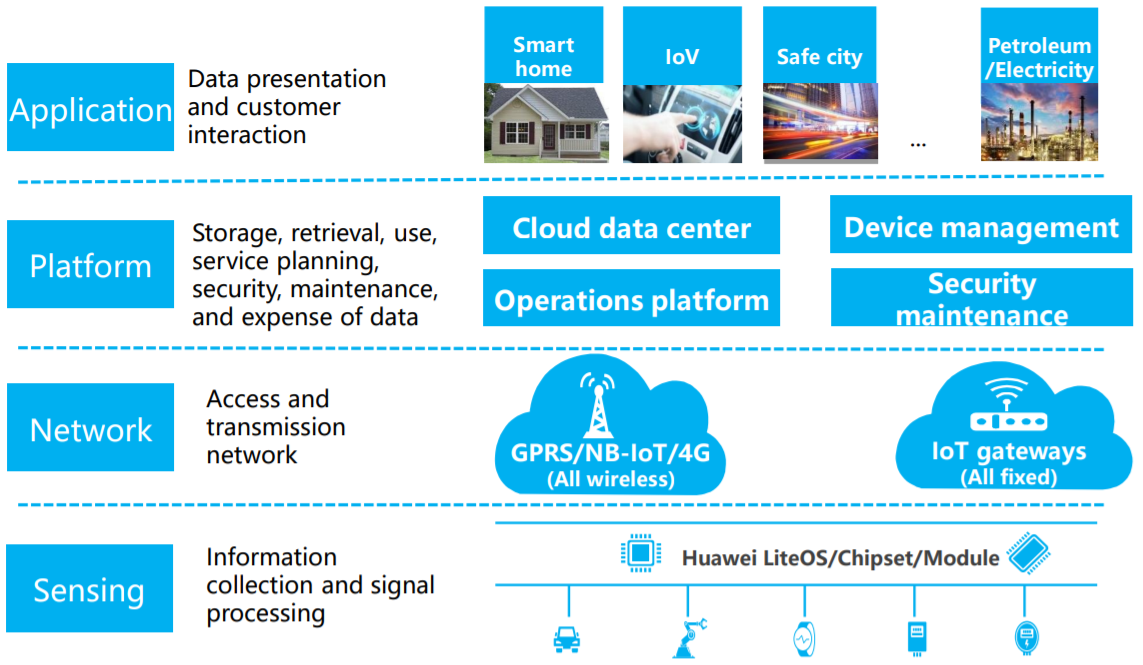 Application
Data presentation
and customer
interaction
Smart
home
IoV
Safe city
...
Petroleum
/Electricity
Platform
Storage, retrieval, use,
service planning,
security, maintenance,
and expense of data
Cloud data center
Device management
Operations platform
Security
maintenance
Network
Access and
transmission
network
GPRS/NB-IoT/4G
(All wireless)
IoT gateways
(All fixed)
Sensing
Information
collection and signal
processing
Huawei LiteOS/Chipset/Module